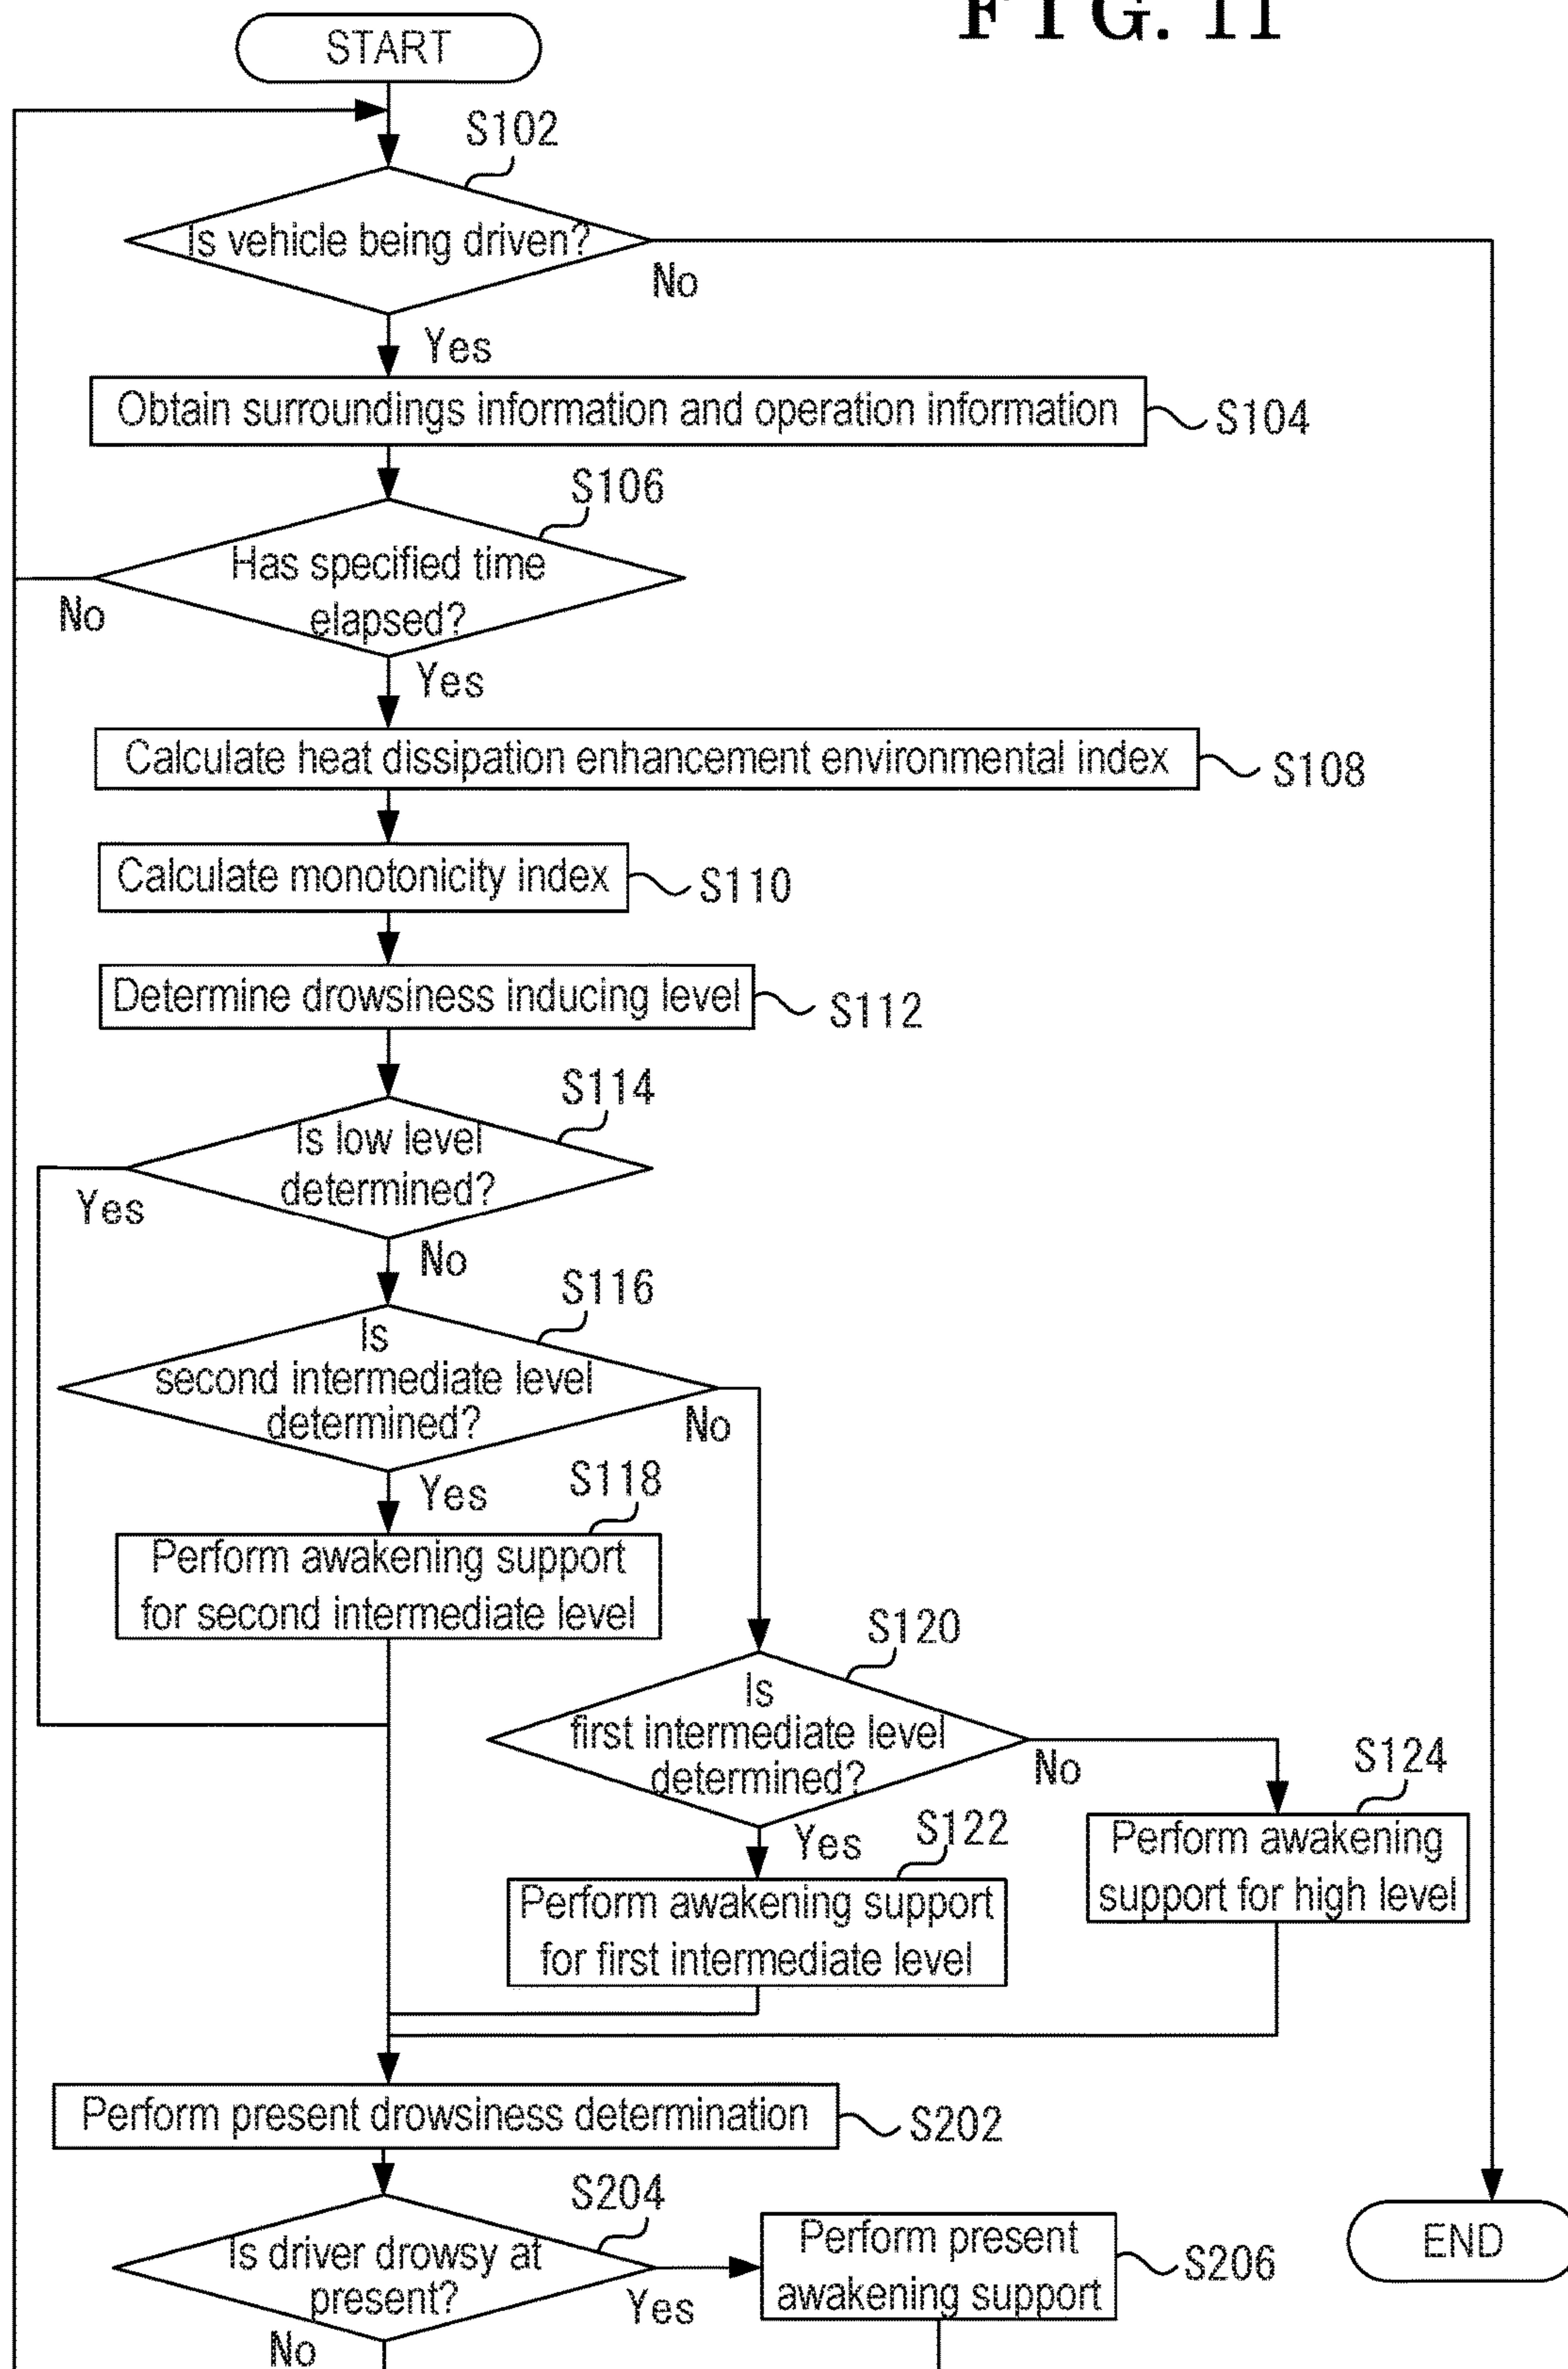 FIG. 11
START
S102
Is vehicle being driven?
No
Yes
Obtain surroundings information and operation information
S104
S106
Has specified time
elapsed?
No
Yes
Calculate heat dissipation enhancement environmental index
S108
Calculate monotonicity index
S110
Determine drowsiness inducing level
S112
S114
Is low level
determined?
Yes
No
S116
Is
second intermediate level
determined?
No
Yes
S118
Perform awakening support
for second intermediate level
S120
Is
first intermediate level
determined?
No
S124
Yes
S122
Perform awakening
support for high level
Perform awakening support
for first intermediate level
Perform present drowsiness determination
S202
S204
Is driver drowsy at
present?
Yes
No
Perform present
awakening support
S206
END